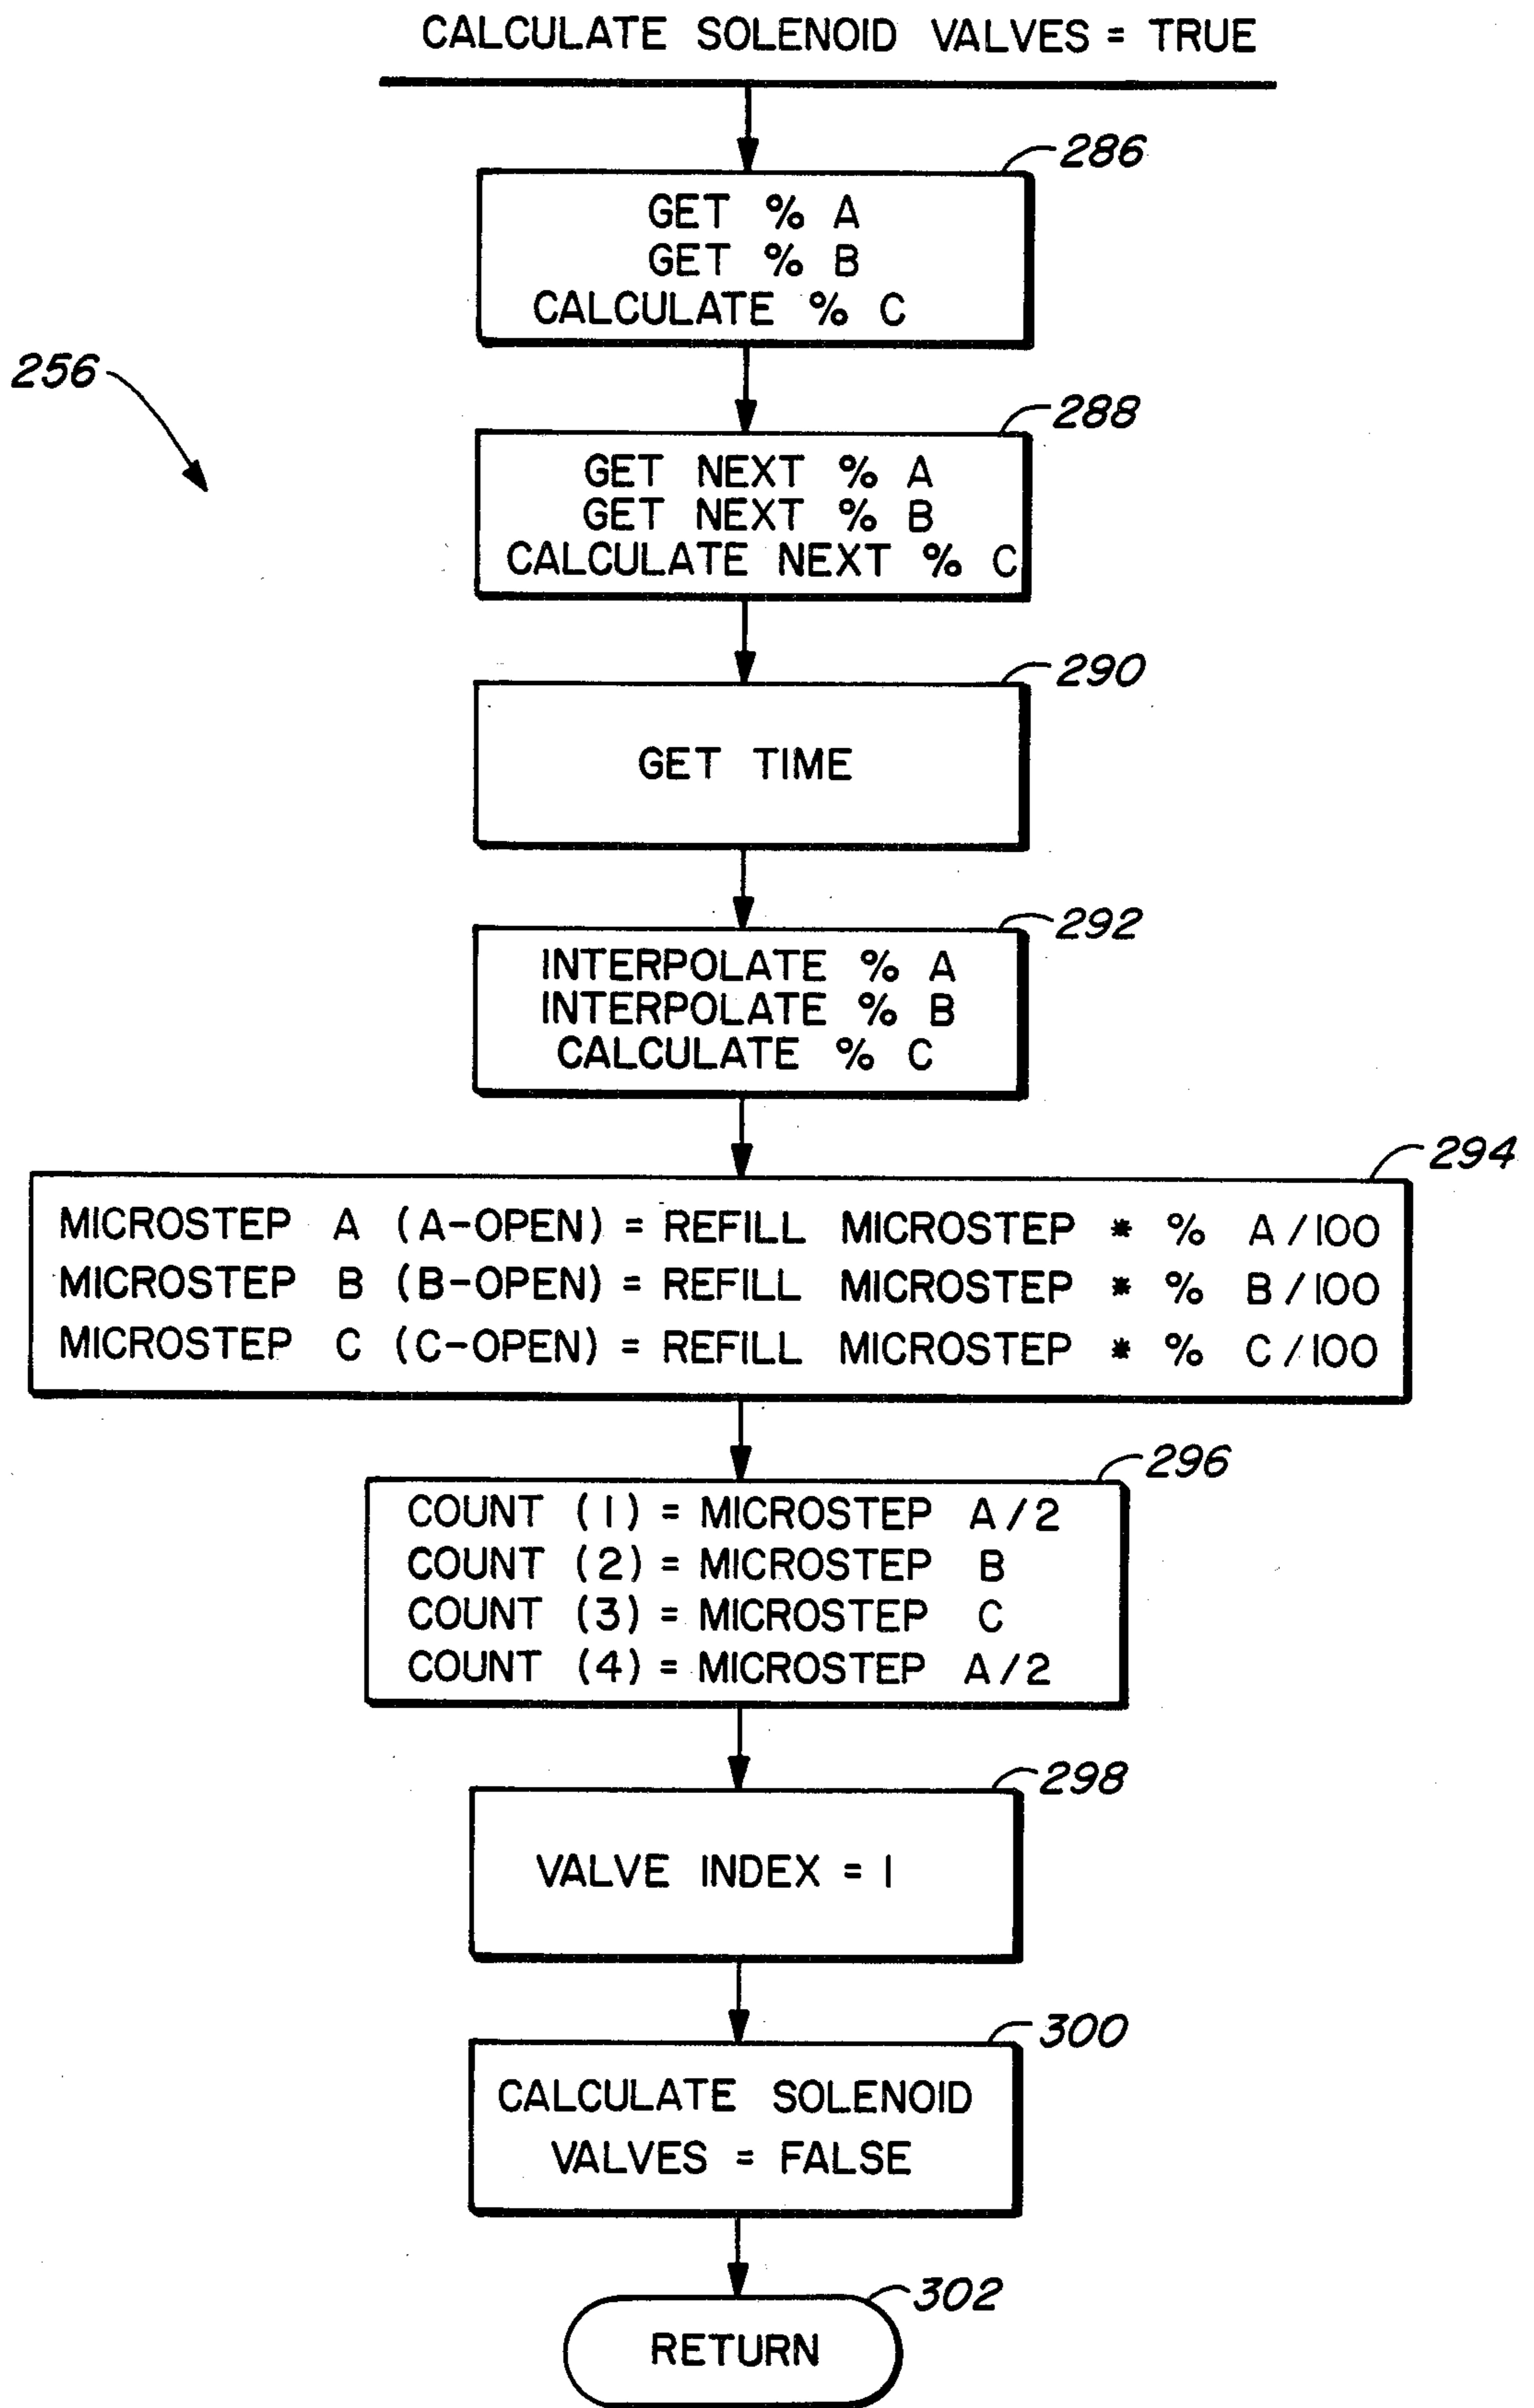 CALCULATE SOLENOID VALVES = TRUE
286
GET % A
GET % B
CALCULATE % C
256
288
GET NEXT % A
GET NEXT % B
CALCULATE NEXT % C
290
GET TIME
292
INTERPOLATE % A
INTERPOLATE % B
CALCULATE % C
294
MICROSTEP A (A-OPEN) = REFILL MICROSTEP * % A/100
MICROSTEP B (B-OPEN) = REFILL MICROSTEP * % B/100
MICROSTEP C (C-OPEN) = REFILL MICROSTEP * % C/100
296
COUNT (1) = MICROSTEP A/2
COUNT (2) = MICROSTEP B
COUNT (3) = MICROSTEP C
COUNT (4) = MICROSTEP A/2
298
VALVE INDEX = 1
300
CALCULATE SOLENOID
VALVES = FALSE
302
RETURN